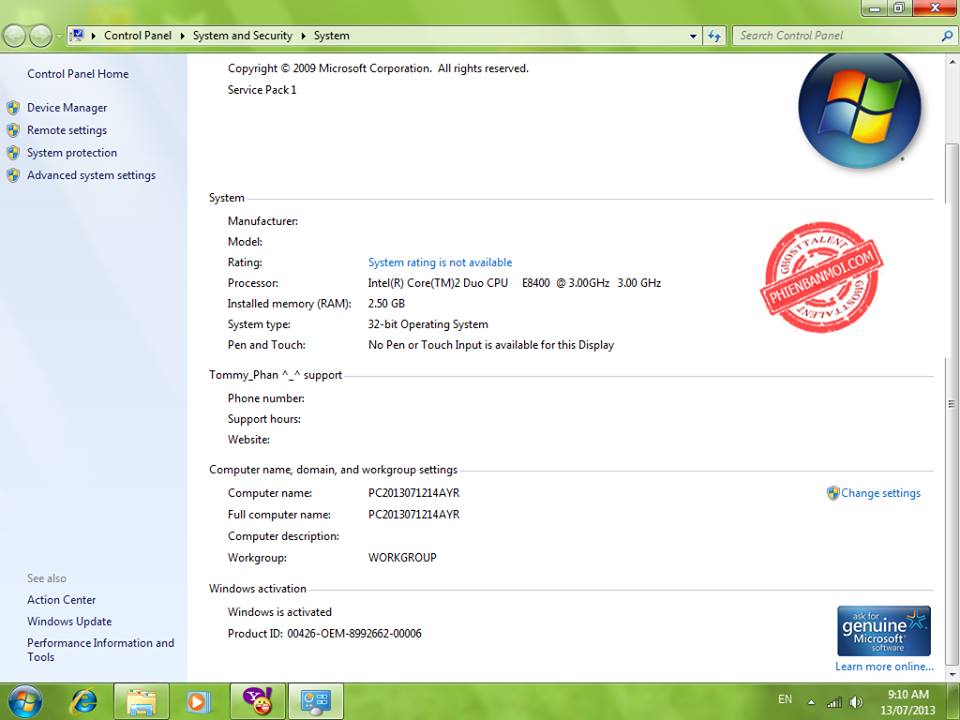 Control Panel System and Security System
Search Control Panel
Control Panel Home
Device Manager
Remote settings
System protection
Advanced system settings
See also
Action Center
Windows Update
Performance Information and
Tools
Copyright © 2009 Microsoft Corporation. All rights reserved.
Service Pack 1
System
Manufacturer:
Model:
Rating: System rating is not available
Processor: Intel(R) Core(TM)2 Duo CPU E8400 @ 3.00GHz 3.00 GHz
Installed memory (RAM): 2.50 GB
System type: 32-bit Operating System
Pen and Touch: No Pen or Touch Input is available for this Display
GHOSTTALENT
PHIENBANMOI.COM
GHOSTTALENT
Tommy_Phan ^_^ support
Phone number:
Support hours:
Website:
Computer name, domain, and workgroup settings
Computer name: PC2013071214AYR
Change settings
Full computer name: PC2013071214AYR
Computer description:
Workgroup: WORKGROUP
Windows activation
Windows is activated
Product ID: 00426-OEM-8992662-00006
ask for
genuine
Microsoft
software
Learn more online...
EN
9:10 AM
13/07/2013